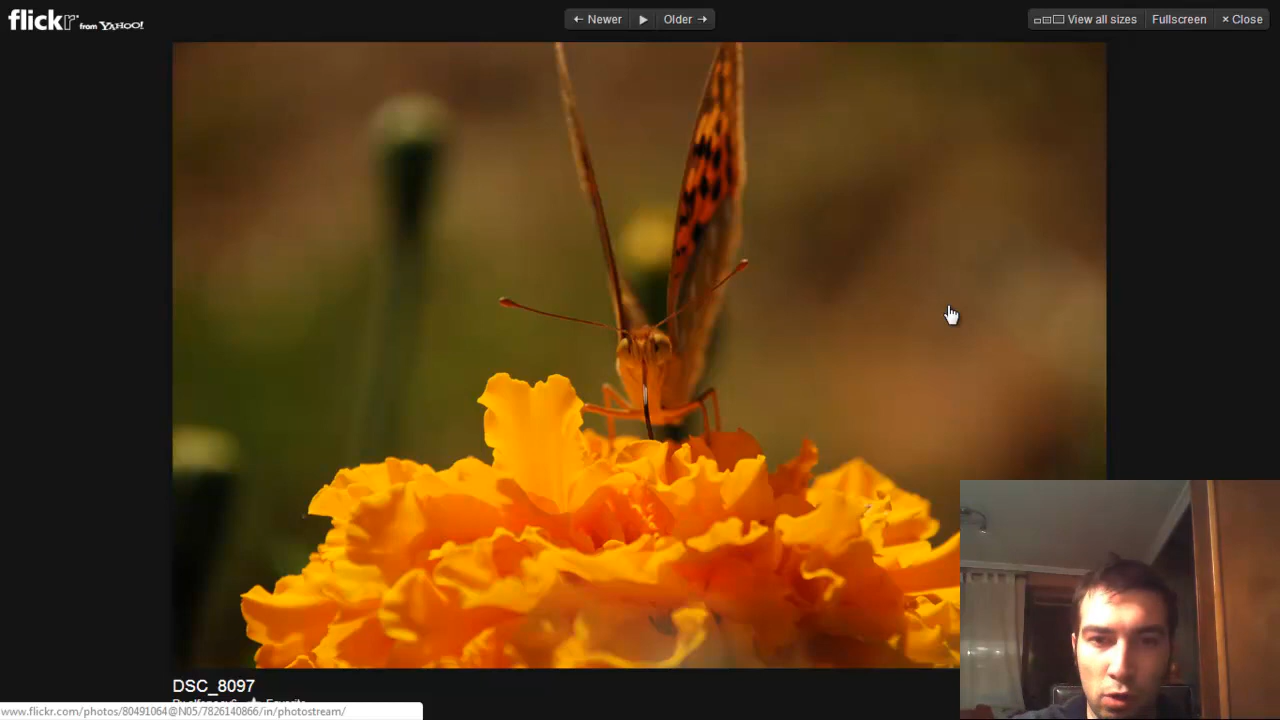 flickr from YAHOO!
← Newer
Older →
View all sizes
Fullscreen
× Close
DSC_8097
Favorite
www.flickr.com/photos/80491064@N05/7826140866/in/photostream/